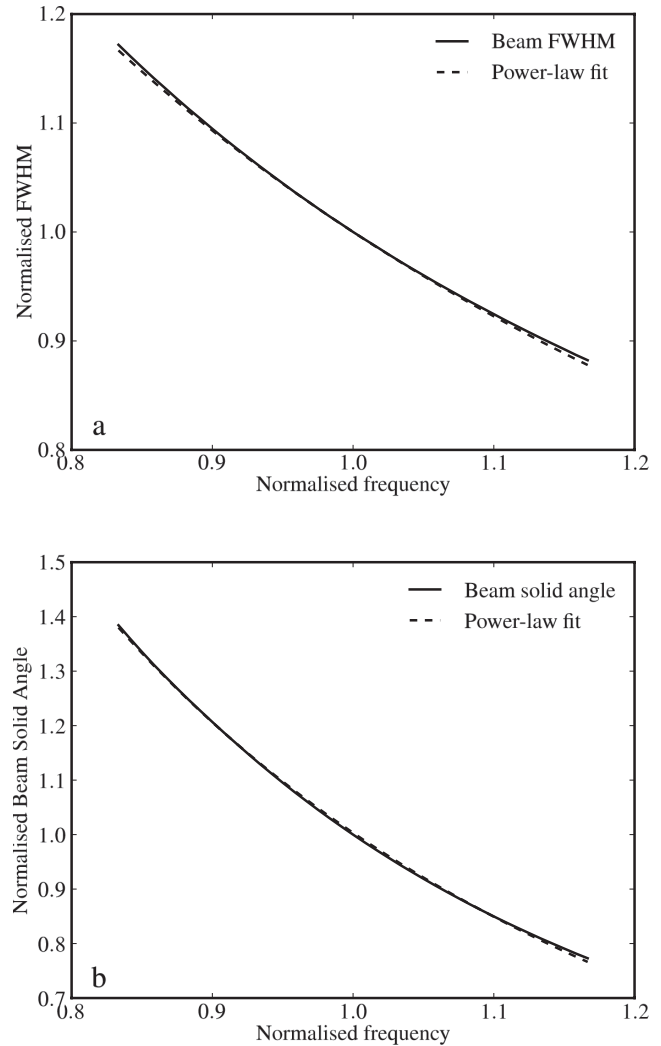 1.2
1.1
1.0
0.9
0.8
Normalised FWHM
Beam FWHM
Power-law fit
a
0.8
0.9
1.0
1.1
1.2
Normalised frequency
1.5
1.4
1.3
1.2
1.1
1.0
0.9
0.8
0.7
Normalised Beam Solid Angle
Beam solid angle
Power-law fit
b
0.8
0.9
1.0
1.1
1.2
Normalised frequency